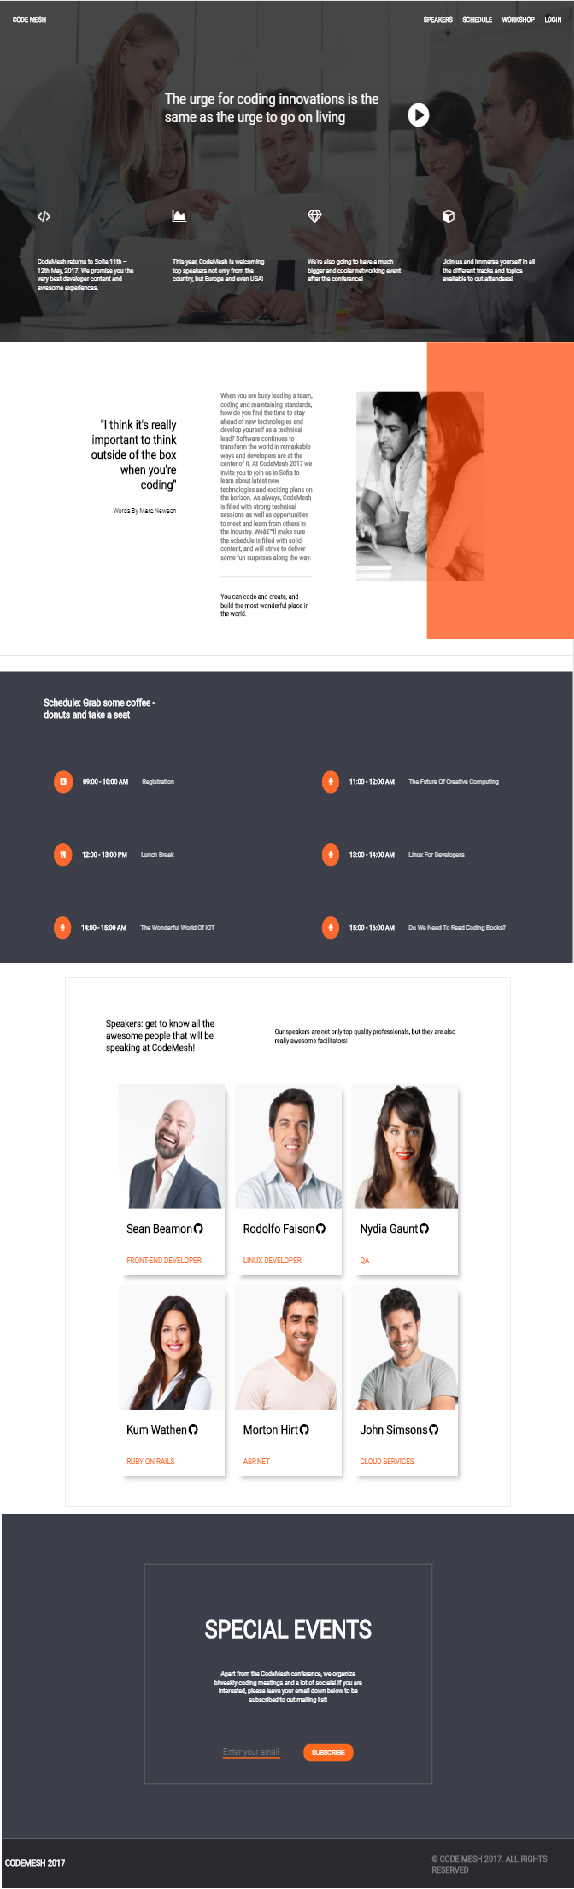 CODE MESH
SPEAKERS SCHEDULE WORKSHOP LOGIN
The urge for coding innovations is the
same as the urge to go on living
CodeMesh returns to Sofia 11th –
12th May, 2017. We promise you the
very best developer content and
awesome experiences.
This year, CodeMesh is welcoming
top speakers not only from the
country, but Europe and even USA!
We're also going to have a much
bigger and cooler networking event
after the conference!
Join us and immerse yourself in all
the different tracks and topics
available to out attendees!
"I think it's really
important to think
outside of the box
when you're
coding"
Words By Marc Newson
When you are busy leading a team,
coding and maintaining standards,
how do you find the time to stay
ahead of new technologies and
develop yourself as a technical
lead? Software continues to
transform the world in remarkable
ways and developers are at the
center of it. At CodeMesh 2017 we
invite you to join us in Sofia to
learn about latest new
technologies and exciting plans on
the horizon. As always, CodeMesh
is filled with strong technical
sessions as well as opportunities
to meet and learn from others in
the industry. Weâ€™ll make sure
the schedule is filled with solid
content, and will strive to deliver
some fun surprises along the way.
You can code and create, and
build the most wonderful place in
the world.
Schedule: Grab some coffee -
donuts and take a seat
09:00 - 10:00 AM Registration
11:00 - 12:00 AM The Future Of Creative Computing
12:00 - 13:00 PM Lunch Break
13:00 - 14:00 AM Linux For Developers
14:00 - 15:00 AM The Wonderful World Of IOT
15:00 - 16:00 AM Do We Need To Read Coding Books?
Speakers: get to know all the
awesome people that will be
speaking at CodeMesh!
Our speakers are not only top quality professionals, but they are also
really awesome facilitators!
Sean Beamon
FRONT-END DEVELOPER
Rodolfo Faison
LINUX DEVELOPER
Nydia Gaunt
QA
Kum Wathen
RUBY ON RAILS
Morton Hirt
ASP.NET
John Simsons
CLOUD SERVICES
SPECIAL EVENTS
Apart from the CodeMesh conference, we organize
biweekly coding meetings and a lot of socials! If you are
interested, please leave your email down below to be
subscribed to out mailing list!
Enter your email
SUBSCRIBE
CODEMESH 2017
© CODE MESH 2017. ALL RIGHTS
RESERVED